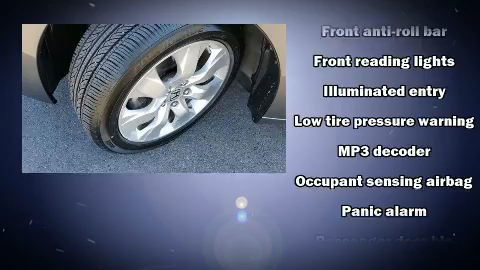 Front anti-roll bar
Front reading lights
Illuminated entry
Low tire pressure warning
MP3 decoder
Occupant sensing airbag
Panic alarm